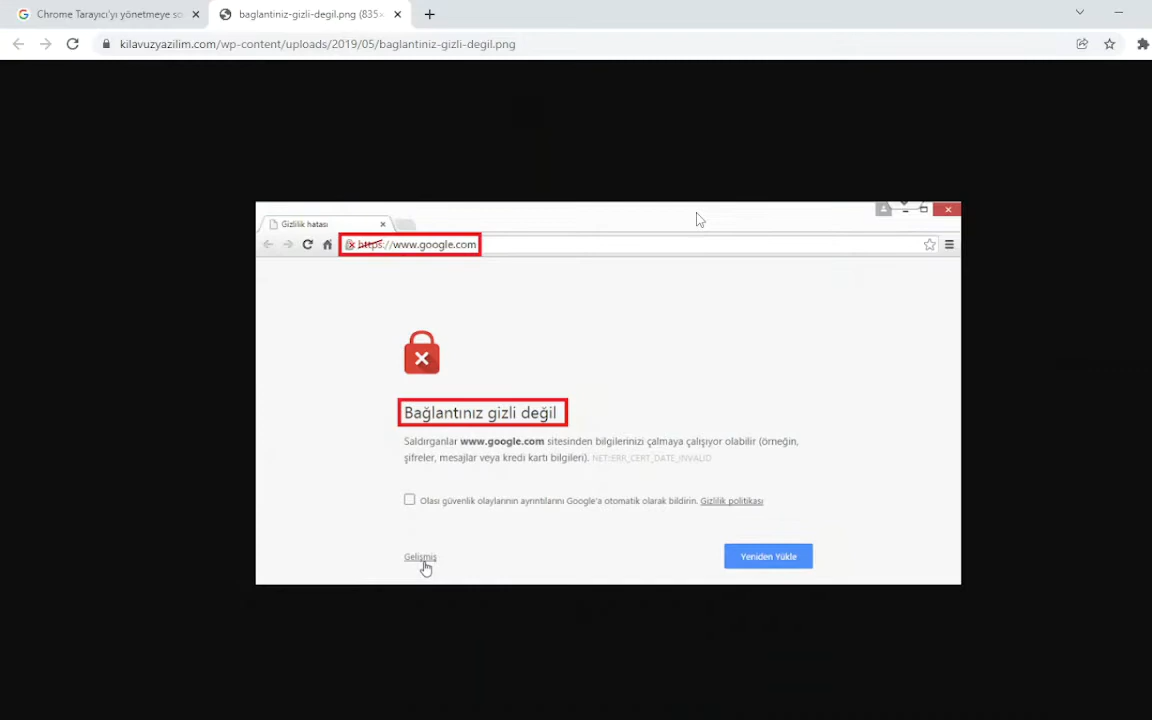 Chrome Tarayıcı'yı yönetmeye so
baglantiniz-gizli-degil.png (835×
kilavuzyazilim.com/wp-content/uploads/2019/05/baglantiniz-gizli-degil.png
Gizlilik hatası
https://www.google.com
Bağlantınız gizli değil
Saldırganlar www.google.com sitesinden bilgilerinizi çalmaya çalışıyor olabilir (örneğin,
şifreler, mesajlar veya kredi kartı bilgileri). NET::ERR_CERT_DATE_INVALID
Olası güvenlik olaylarının ayrıntılarını Google'a otomatik olarak bildirin. Gizlilik politikası
Gelişmiş
Yeniden Yükle